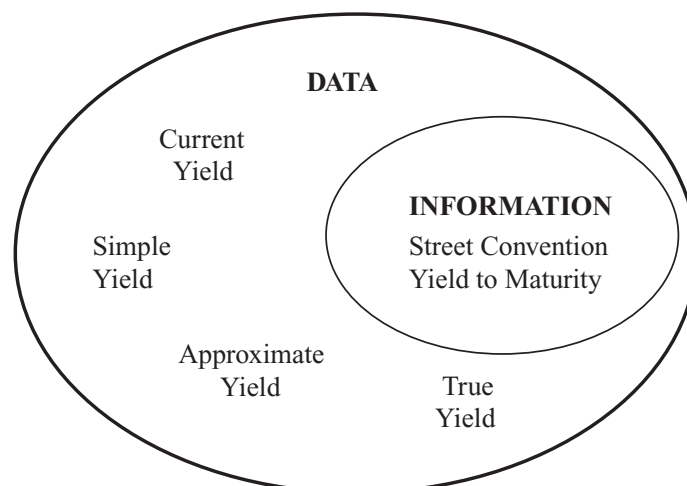 DATA
Current
Yield
INFORMATION
Street Convention
Yield to Maturity
Simple
Yield
Approximate
Yield
True
Yield